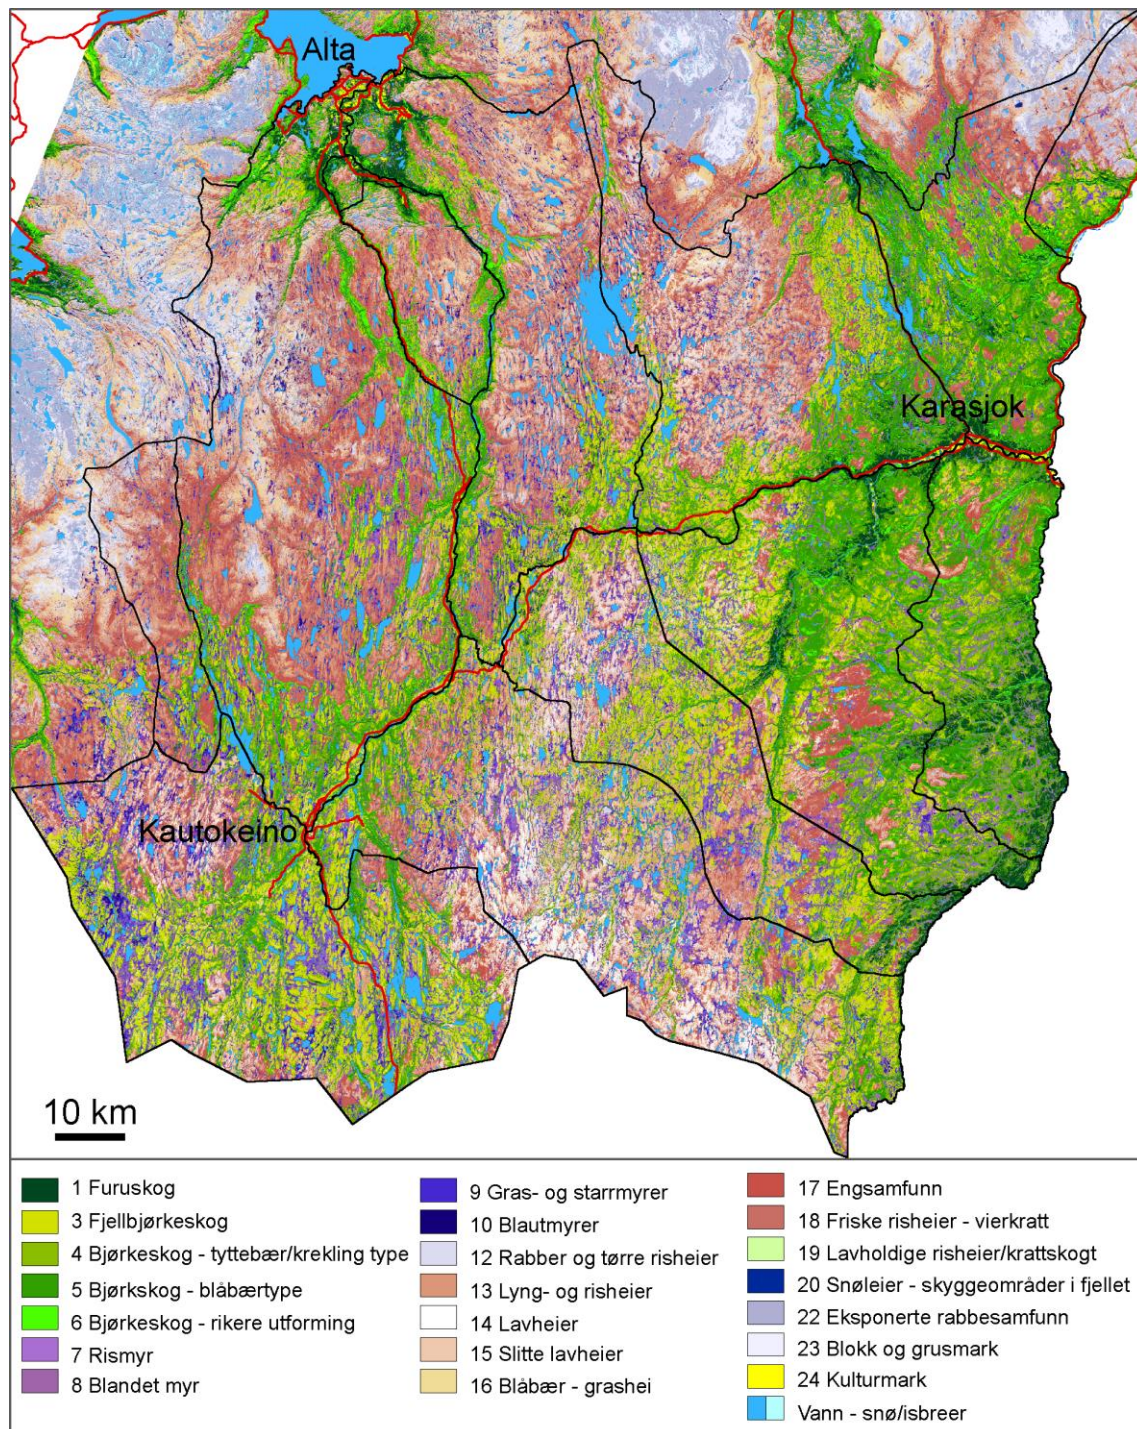 Alta
Karasjok
Kautokeino
10 km
1 Furuskog
3 Fjellbjørkeskog
4 Bjørkeskog - tyttebær/krekling type
5 Bjørkskog - blåbærtype
6 Bjørkeskog - rikere utforming
7 Rismyr
8 Blandet myr
9 Gras- og starrmyrer
10 Blautmyrer
12 Rabber og tørre risheier
13 Lyng- og risheier
14 Lavheier
15 Slitte lavheier
16 Blåbær - grashei
17 Engsamfunn
18 Friske risheier - vierkratt
19 Lavholdige risheier/krattskogt
20 Snøleier - skyggeområder i fjellet
22 Eksponerte rabbesamfunn
23 Blokk og grusmark
24 Kulturmark
Vann - snø/isbreer